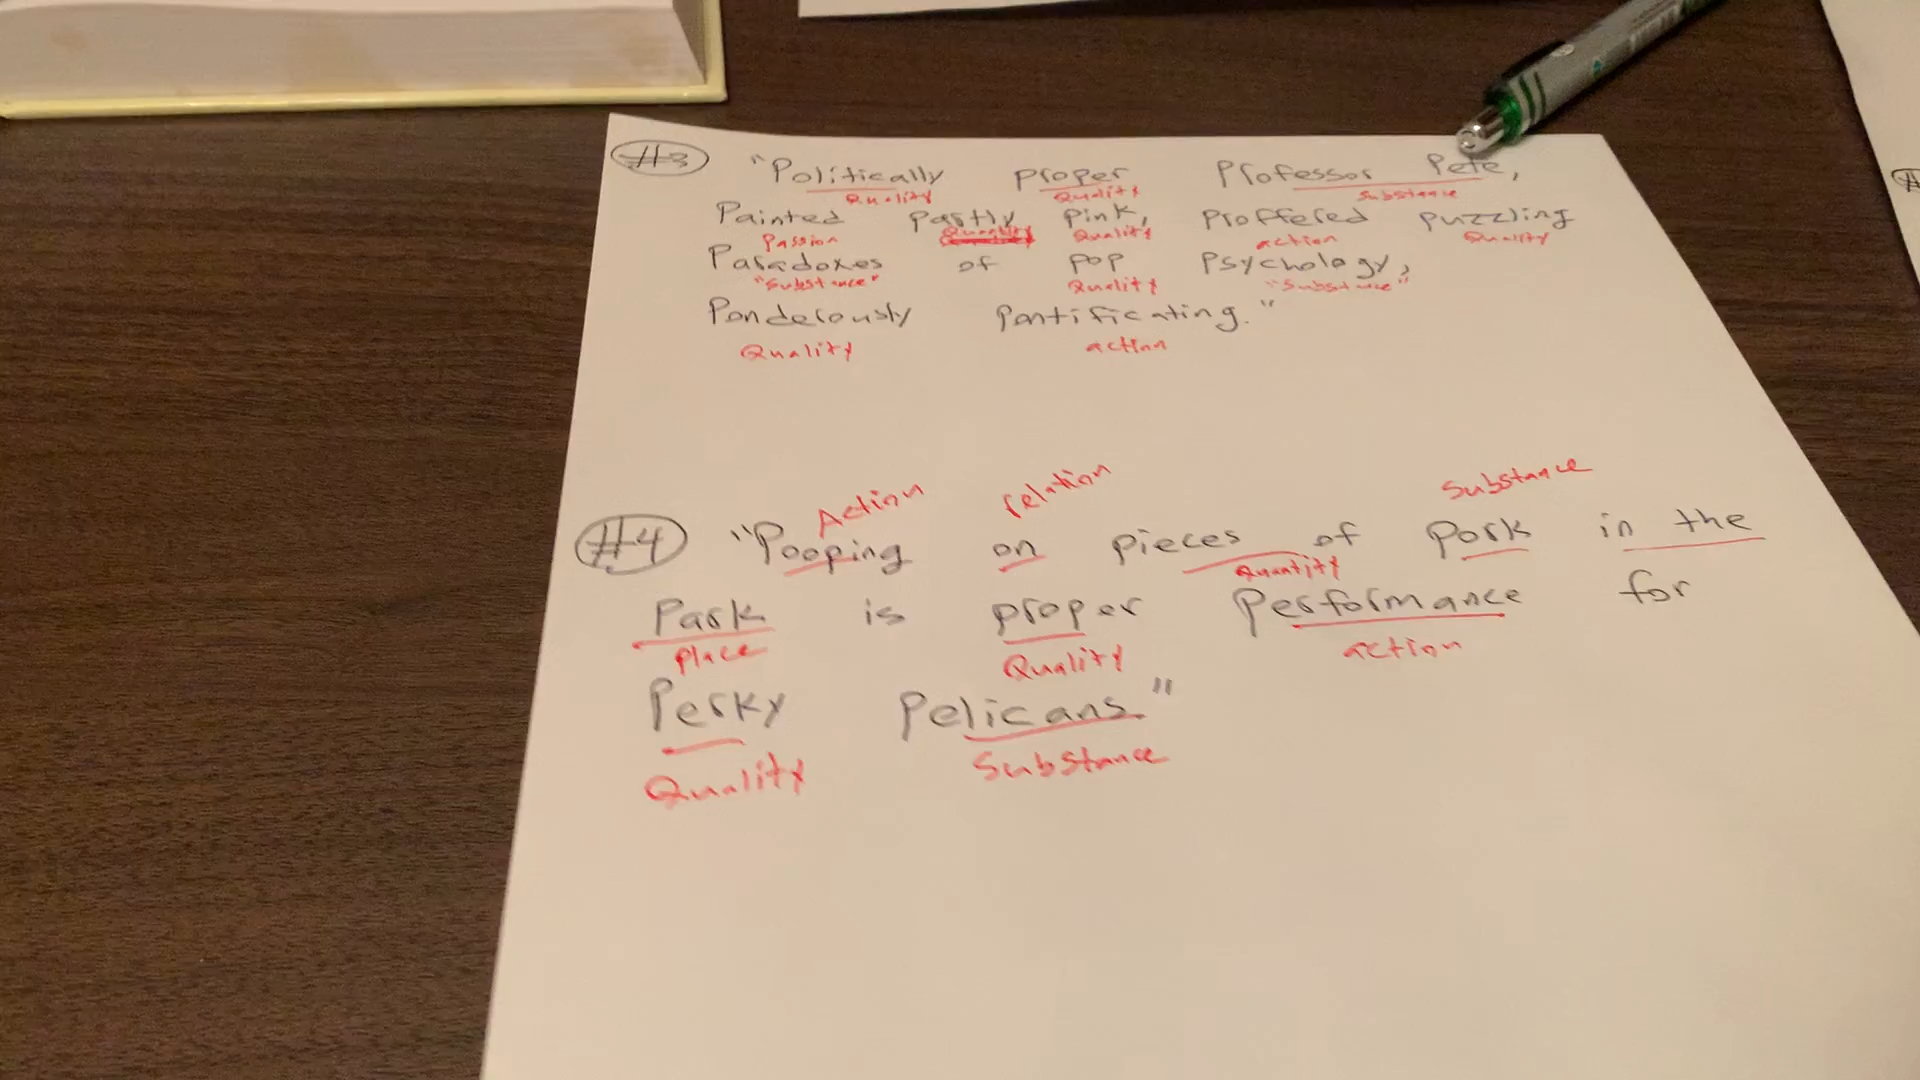 #3 "Politically proper Professor Pete,
Quality Quality Substance
Painted partly pink, proffered puzzling
Passion Quantity Quality action Quality
Paradoxes of pop psychology,
"Substance" Quality "Substance"
Ponderously pontificating."
Quality action
Action relation Substance
#4 "Pooping on pieces of pork in the
Quantity
Park is proper performance for
Place Quality action
Perky Pelicans"
Quality Substance